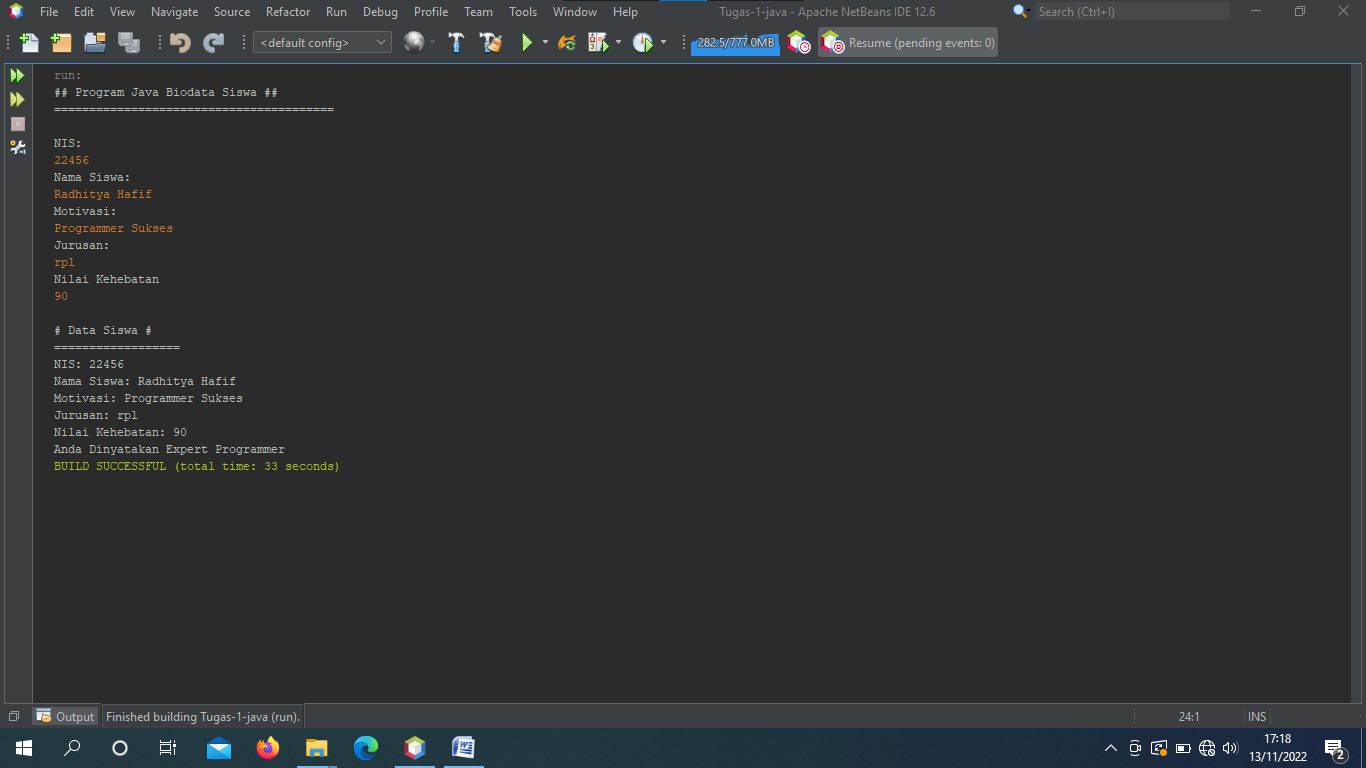 File Edit View Navigate Source Refactor Run Debug Profile Team Tools Window Help Tugas-1-java - Apache NetBeans IDE 12.6 Search (Ctrl+I)
<default config> 282.5/777.0MB Resume (pending events: 0)
run:
## Program Java Biodata Siswa ##
========================================
NIS:
22456
Nama Siswa:
Radhitya Hafif
Motivasi:
Programmer Sukses
Jurusan:
rpl
Nilai Kehebatan
90
# Data Siswa #
==================
NIS: 22456
Nama Siswa: Radhitya Hafif
Motivasi: Programmer Sukses
Jurusan: rpl
Nilai Kehebatan: 90
Anda Dinyatakan Expert Programmer
BUILD SUCCESSFUL (total time: 33 seconds)
Output Finished building Tugas-1-java (run). 24:1 INS
17:18
13/11/2022 2